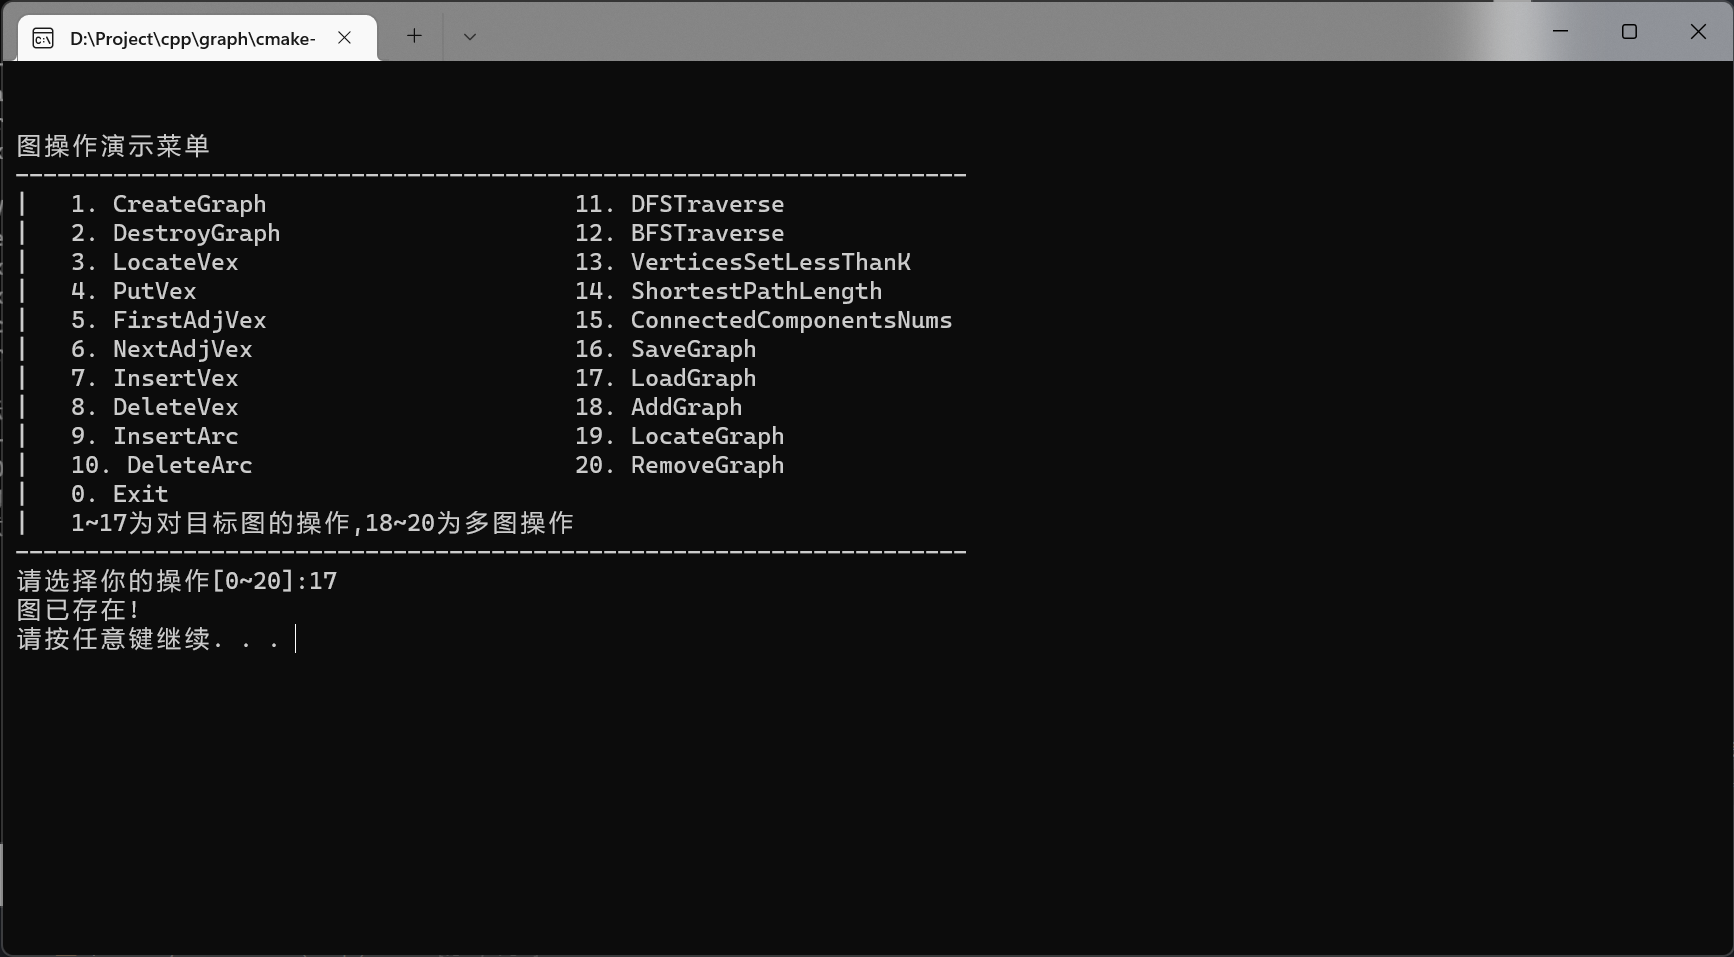 D:\Project\cpp\graph\cmake-
图操作演示菜单
--------------------------------------------------------------------
|   1. CreateGraph                      11. DFSTraverse
|   2. DestroyGraph                     12. BFSTraverse
|   3. LocateVex                        13. VerticesSetLessThanK
|   4. PutVex                           14. ShortestPathLength
|   5. FirstAdjVex                      15. ConnectedComponentsNums
|   6. NextAdjVex                       16. SaveGraph
|   7. InsertVex                        17. LoadGraph
|   8. DeleteVex                        18. AddGraph
|   9. InsertArc                        19. LocateGraph
|   10. DeleteArc                       20. RemoveGraph
|   0. Exit
|   1~17为对目标图的操作,18~20为多图操作
--------------------------------------------------------------------
请选择你的操作[0~20]:17
图已存在!
请按任意键继续. . .